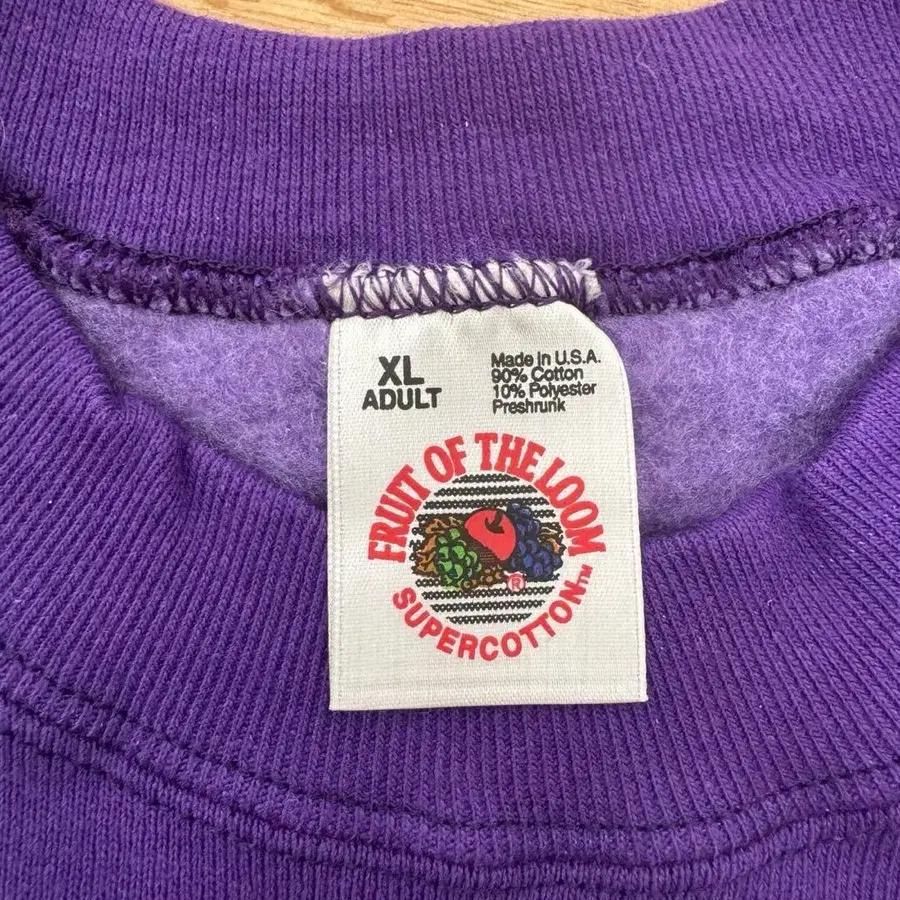 XL
ADULT
Made in U.S.A.
90% Cotton
10% Polyester
Preshrunk
FRUIT OF THE LOOM
®
SUPERCOTTON™